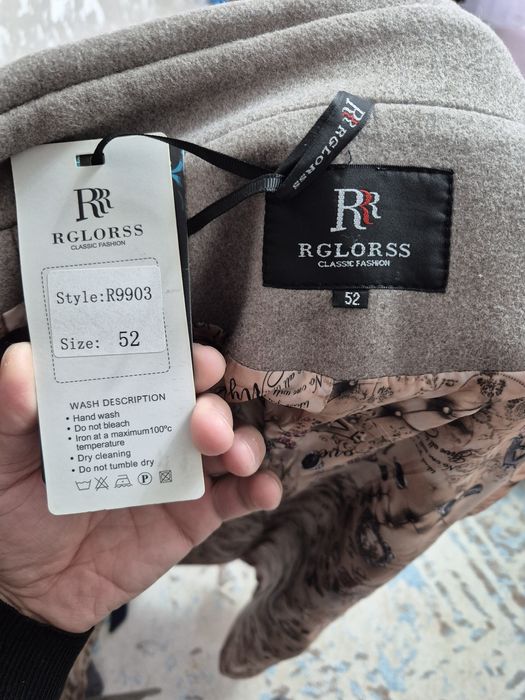 RR
RGLORSS
CLASSIC FASHION
Style:R9903
Size: 52
WASH DESCRIPTION
• Hand wash
• Do not bleach
• Iron at a maximum100°c
temperature
• Dry cleaning
• Do not tumble dry
P
RRGLORSS
RR
RGLORSS
CLASSIC FASHION
52